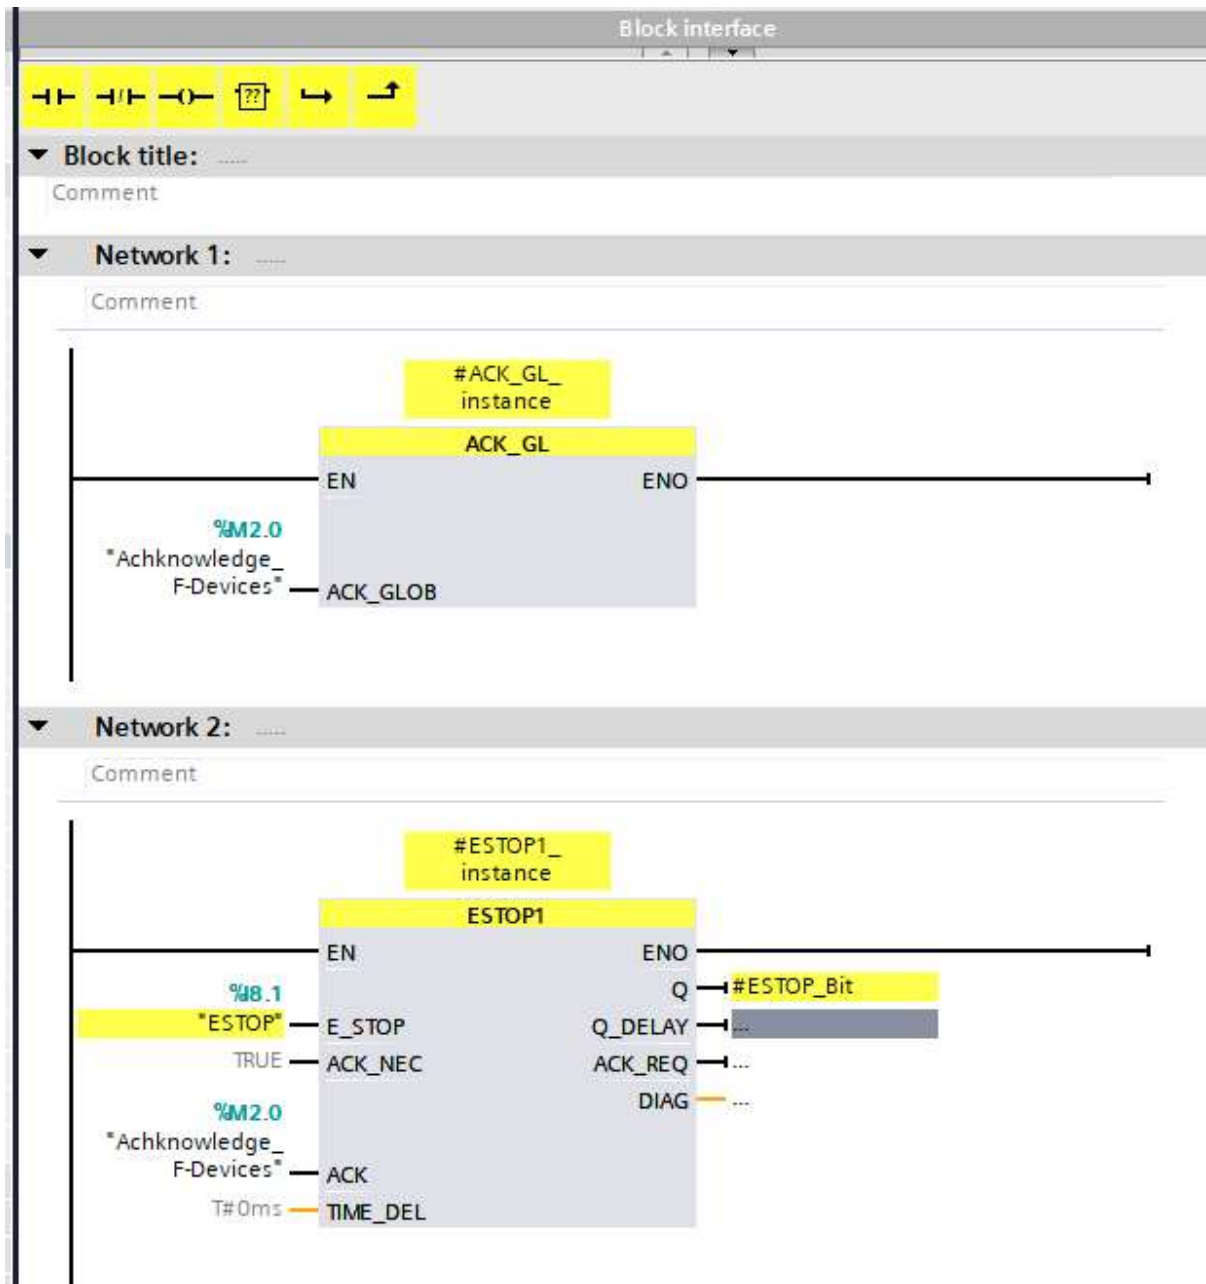 Block interface
??
Block title: .....
Comment
Network 1: .....
Comment
#ACK_GL_
instance
ACK_GL
EN ENO
%M2.0
"Achknowledge_
F-Devices" ACK_GLOB
Network 2: .....
Comment
#ESTOP1_
instance
ESTOP1
EN ENO
Q #ESTOP_Bit
%I8.1
"ESTOP" E_STOP Q_DELAY ...
TRUE ACK_NEC ACK_REQ ...
DIAG ...
%M2.0
"Achknowledge_
F-Devices" ACK
T#0ms TIME_DEL